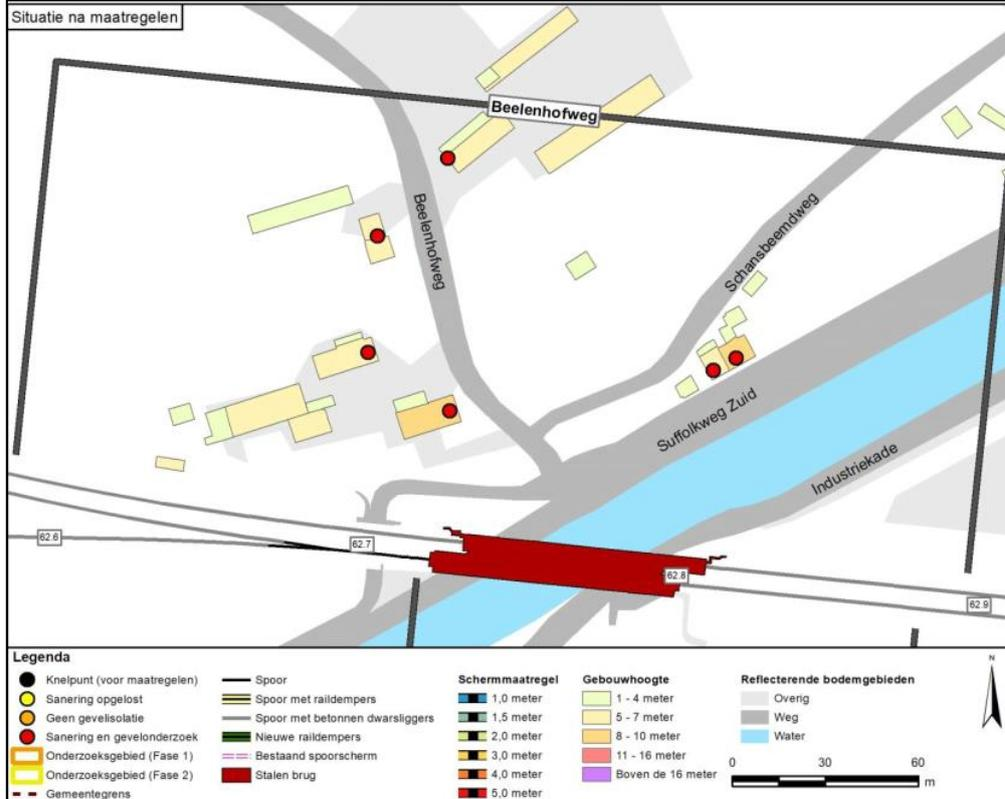 Situatie na maatregelen
Beelenhofweg
Beelenhofweg
Schansbeemdweg
Suffolkweg Zuid
Industriekade
62.6
62.7
62.8
62.9
Legenda
Knelpunt (voor maatregelen)
Sanering opgelost
Geen gevelisolatie
Sanering en gevelonderzoek
Onderzoeksgebied (Fase 1)
Onderzoeksgebied (Fase 2)
Gemeentegrens
Spoor
Spoor met raildempers
Spoor met betonnen dwarsliggers
Nieuwe raildempers
Bestaand spoorscherm
Stalen brug
Schermmaatregel
1,0 meter
1,5 meter
2,0 meter
3,0 meter
4,0 meter
5,0 meter
Gebouwhoogte
1 - 4 meter
5 - 7 meter
8 - 10 meter
11 - 16 meter
Boven de 16 meter
Reflecterende bodemgebieden
Overig
Weg
Water
N
0 15 30 60
m